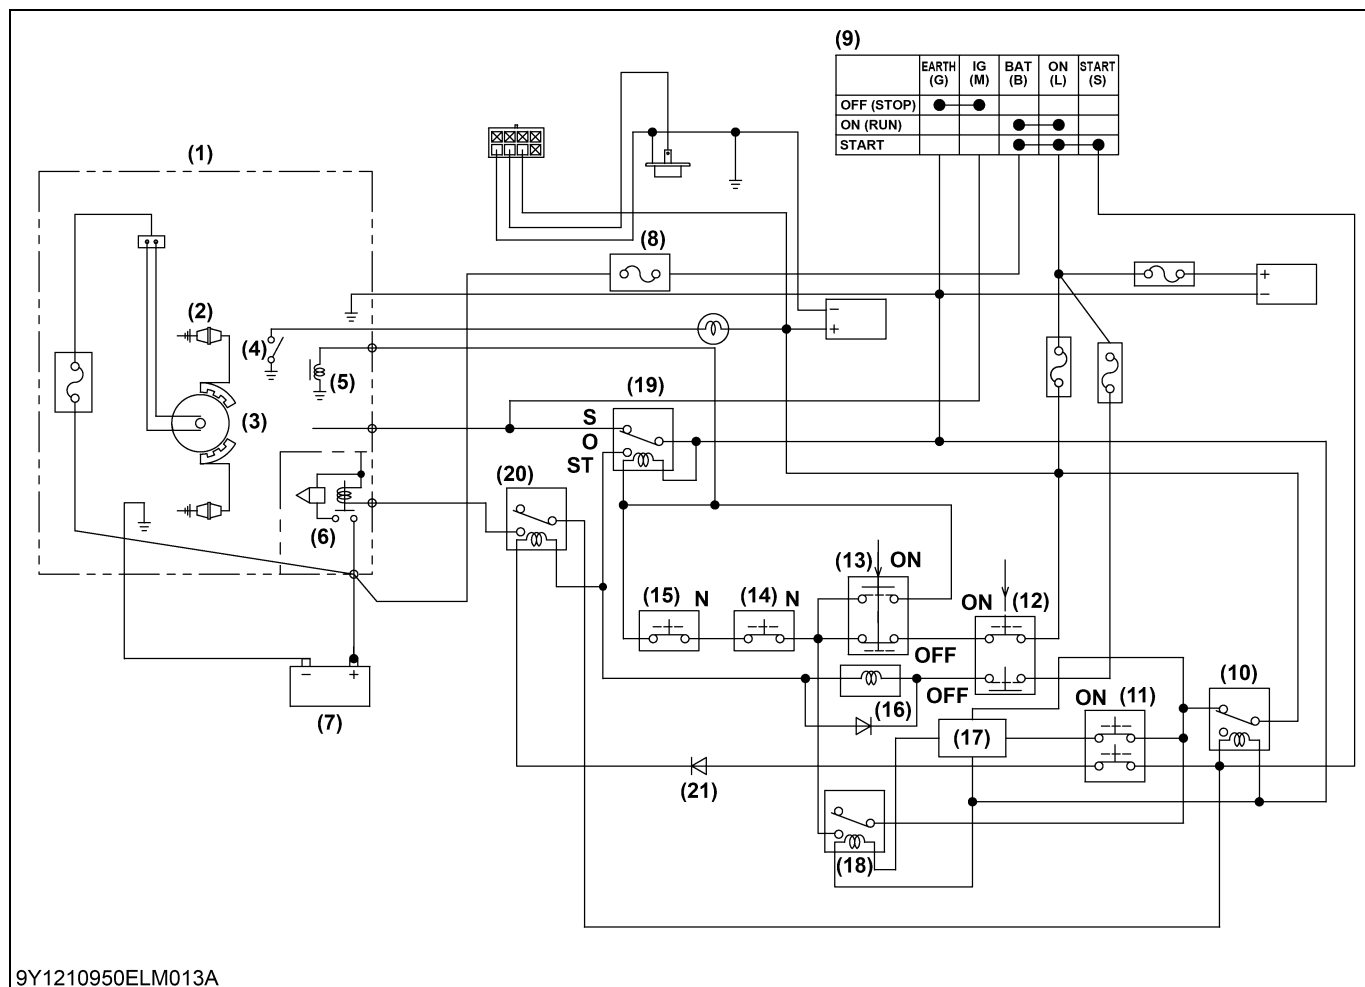 (9)
EARTH (G) IG (M) BAT (B) ON (L) START (S)
OFF (STOP)
ON (RUN)
START
(1)
(8)
+
−
(2)
−
+
(4)
(5)
(19)
(3)
S
O
ST
(20)
(6)
(13) ON
(15) N (14) N
ON (12)
OFF
− +
(7)
OFF
(16)
(10)
ON (11)
(17)
(21)
(18)
9Y1210950ELM013A